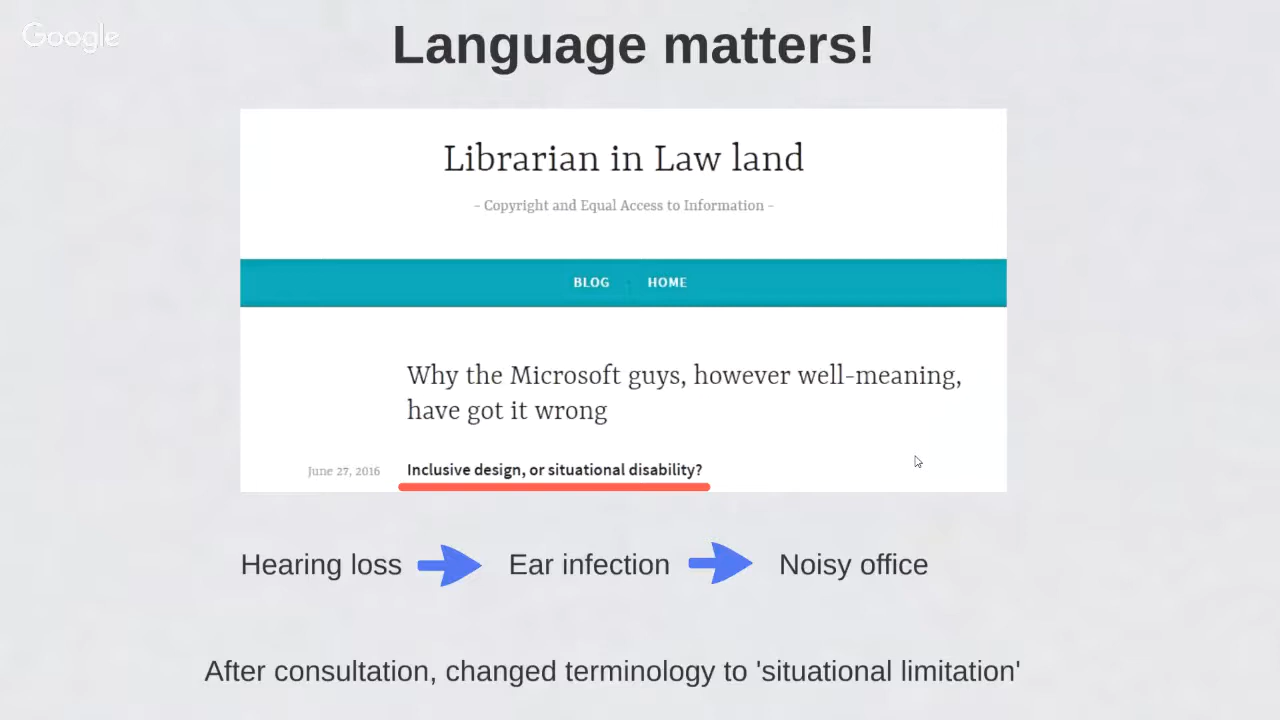 Google
Language matters!
Librarian in Law land
- Copyright and Equal Access to Information -
BLOG HOME
Why the Microsoft guys, however well-meaning,
have got it wrong
June 27, 2016 Inclusive design, or situational disability?
Hearing loss Ear infection Noisy office
After consultation, changed terminology to 'situational limitation'